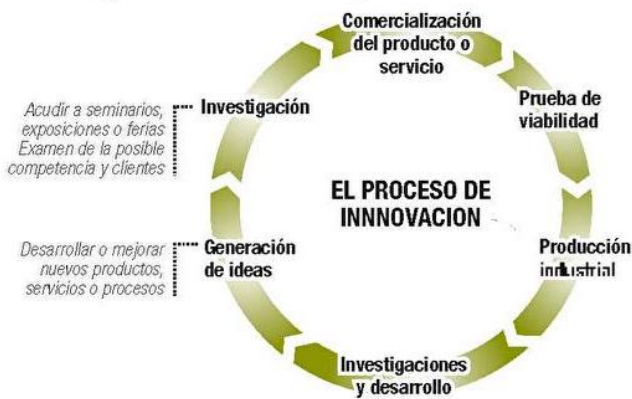 Comercialización
del producto o
servicio
Prueba de
viabilidad
Producción
industrial
Investigaciones
y desarrollo
Generación
de ideas
Desarrollar o mejorar
nuevos productos,
servicios o procesos
Investigación
Acudir a seminarios,
exposiciones o ferias
Examen de la posible
competencia y clientes
EL PROCESO DE
INNNOVACION